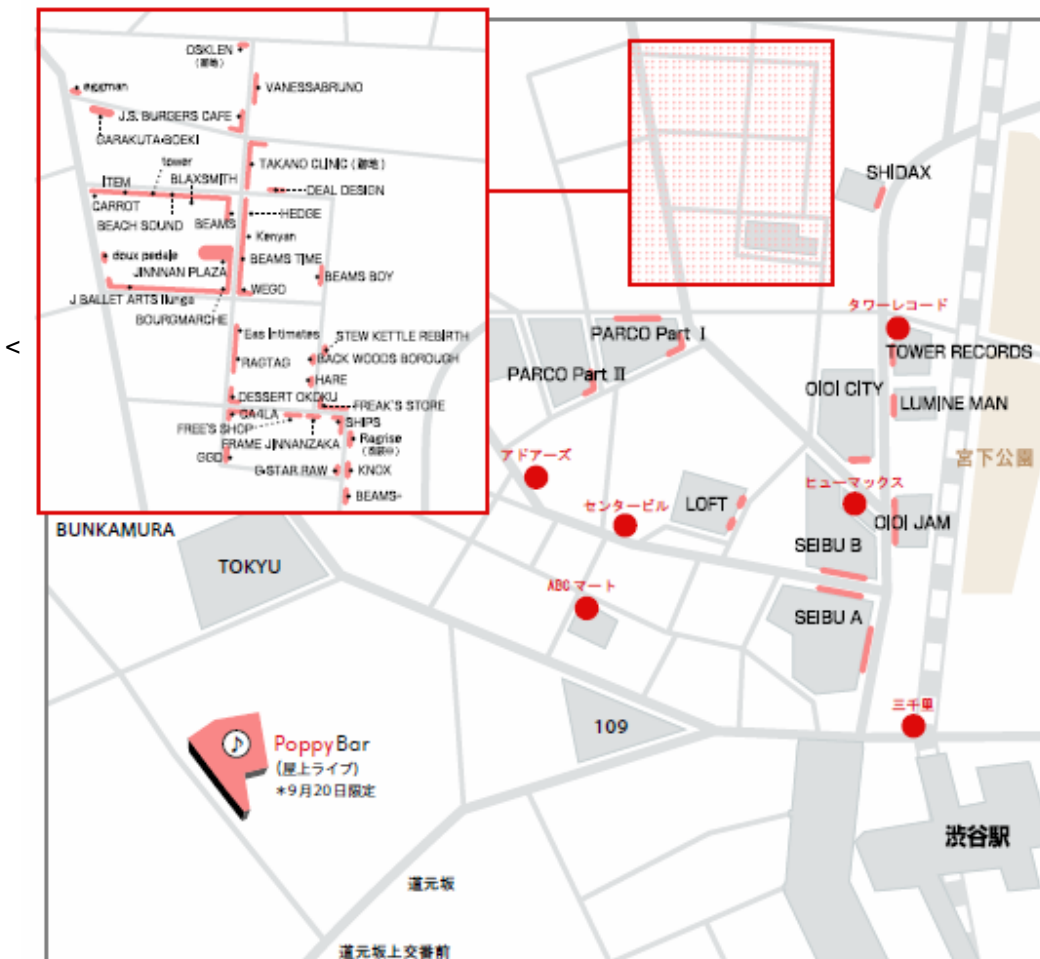 OSKLEN
(跡地)
eggman
VANESSABRUNO
J.S. BURGERS CAFE
GARAKUTA•BOEKI
TAKANO CLINIC (跡地)
tower
ITEM
BLAXSMITH
DEAL DESIGN
CARROT
BEACH SOUND
BEAMS
HEDGE
Kenyan
doux pedale
BEAMS TIME
JINNNAN PLAZA
BEAMS BOY
WEGO
J BALLET ARTS Ilunga
BOURGMARCHE
Eas Intimates
STEW KETTLE REBIRTH
RAGTAG
BACK WOODS BOROUGH
HARE
DESSERT OKOKU
FREAK'S STORE
CA4LA
FREE'S SHOP
SHIPS
FRAME JINNANZAKA
Ragrise
GGD
G-STAR RAW
KNOX
BEAMS-
SHIDAX
タワーレコード
TOWER RECORDS
PARCO Part Ⅰ
PARCO Part Ⅱ
OIOI CITY
LUMINE MAN
宮下公園
アドアーズ
ヒューマックス
センタービル
LOFT
OIOI JAM
SEIBU B
<
BUNKAMURA
TOKYU
ABCマート
SEIBU A
三千里
109
PoppyBar
(屋上ライブ)
*9月20日限定
渋谷駅
道元坂
道元坂上交番前